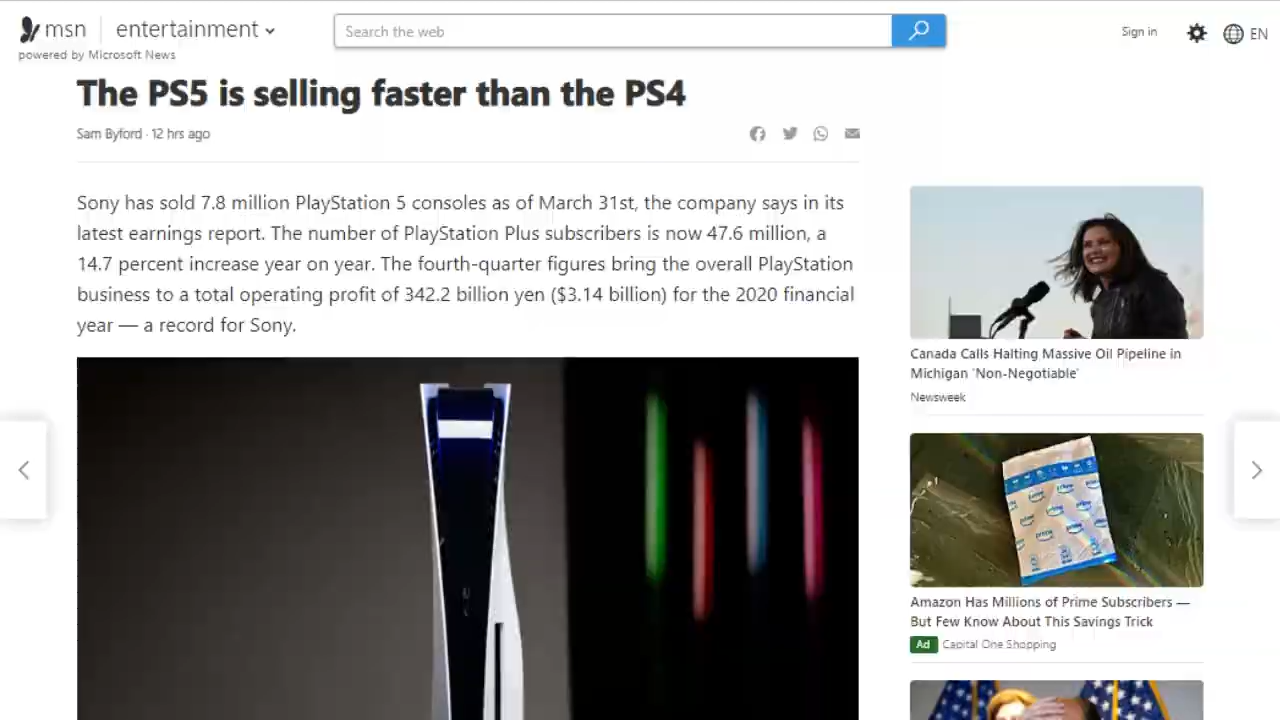 msn
entertainment
Search the web
Sign in
EN
powered by Microsoft News
The PS5 is selling faster than the PS4
Sam Byford · 12 hrs ago
Sony has sold 7.8 million PlayStation 5 consoles as of March 31st, the company says in its
latest earnings report. The number of PlayStation Plus subscribers is now 47.6 million, a
14.7 percent increase year on year. The fourth-quarter figures bring the overall PlayStation
business to a total operating profit of 342.2 billion yen ($3.14 billion) for the 2020 financial
year — a record for Sony.
Canada Calls Halting Massive Oil Pipeline in
Michigan 'Non-Negotiable'
Newsweek
prime
prime
prime
prime
prime
Amazon Has Millions of Prime Subscribers —
But Few Know About This Savings Trick
Ad Capital One Shopping